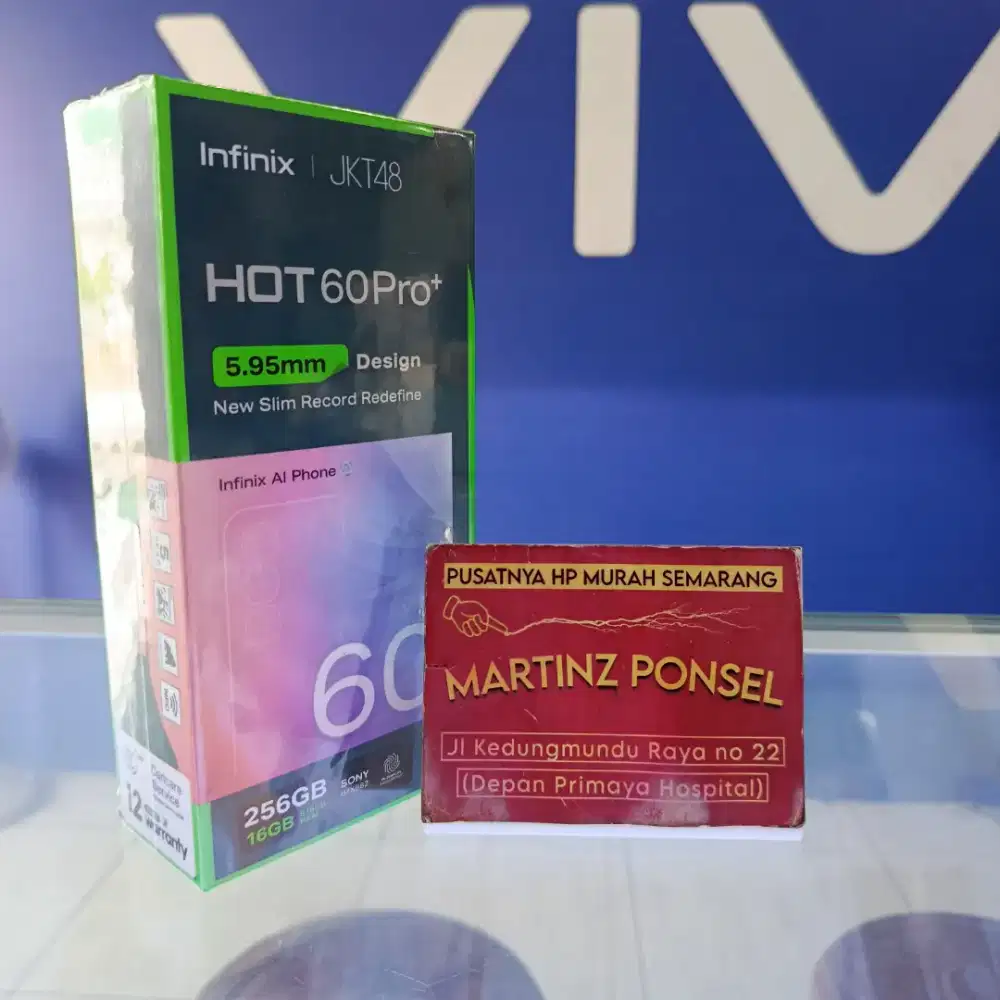 VIV
Infinix | JKT48
HOT 60Pro+
5.95mm Design
New Slim Record Redefine
Infinix AI Phone
60
256GB
16GB
SONY
12
warranty
PUSATNYA HP MURAH SEMARANG
MARTINZ PONSEL
Jl Kedungmundu Raya no 22
(Depan Primaya Hospital)